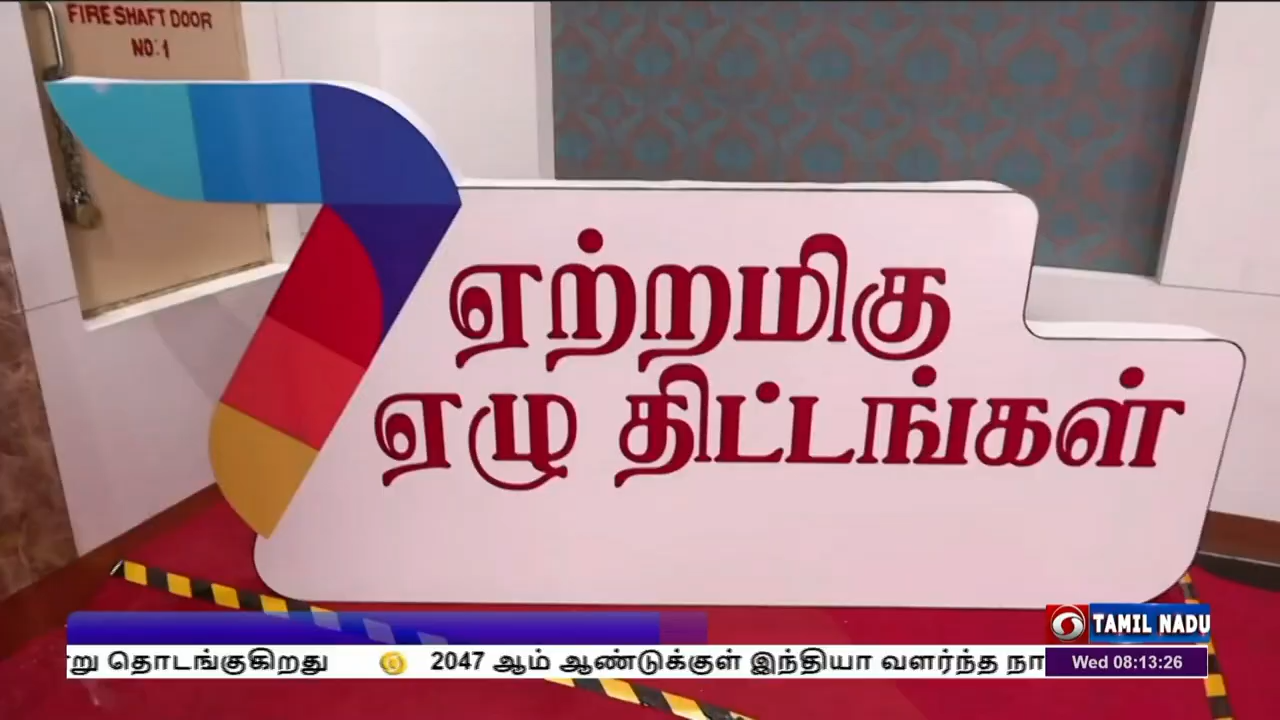 FIRE SHAFT DOOR
NO:1
7
ஏற்றமிகு
ஏழு திட்டங்கள்
TAMIL NADU
று தொடங்குகிறது 2047 ஆம் ஆண்டுக்குள் இந்தியா வளர்ந்த நா
Wed 08:13:26